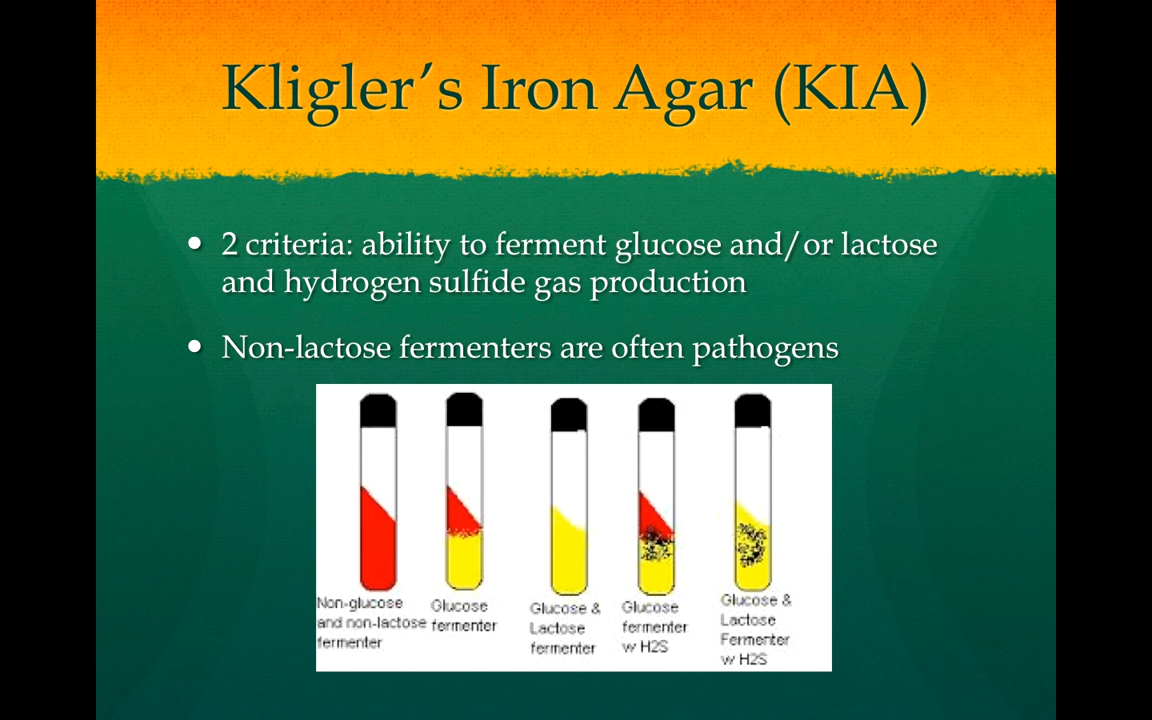 Kligler’s Iron Agar (KIA)
• 2 criteria: ability to ferment glucose and/or lactose
and hydrogen sulfide gas production
• Non-lactose fermenters are often pathogens
Non-glucose
and non-lactose
fermenter
Glucose
fermenter
Glucose &
Lactose
fermenter
Glucose
fermenter
w H2S
Glucose &
Lactose
Fermenter
w H2S